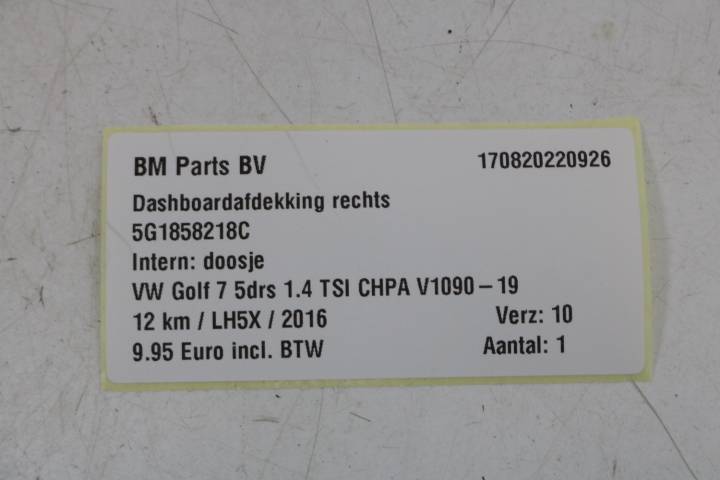 BM Parts BV 170820220926
Dashboardafdekking rechts
5G1858218C
Intern: doosje
VW Golf 7 5drs 1.4 TSI CHPA V1090-19
12 km / LH5X / 2016 Verz: 10
9.95 Euro incl. BTW Aantal: 1